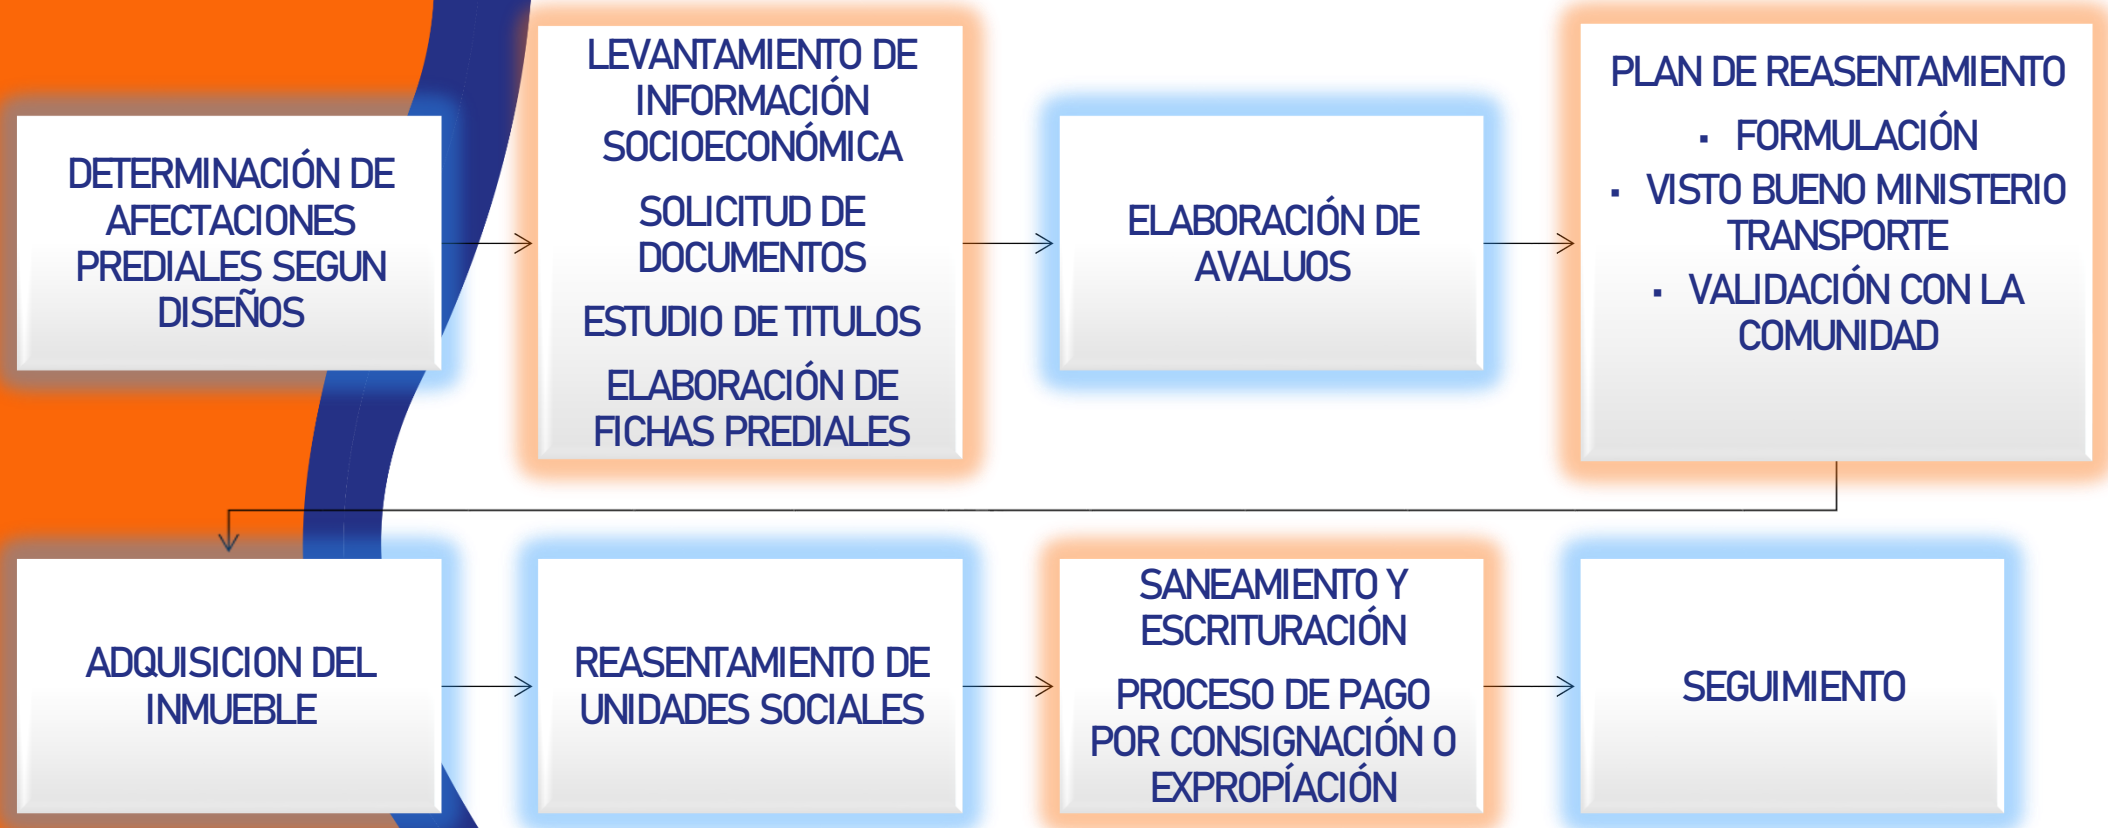 DETERMINACIÓN DE
AFECTACIONES
PREDIALES SEGUN
DISEÑOS
LEVANTAMIENTO DE
INFORMACIÓN
SOCIOECONÓMICA
SOLICITUD DE
DOCUMENTOS
ESTUDIO DE TITULOS
ELABORACIÓN DE
FICHAS PREDIALES
ELABORACIÓN DE
AVALUOS
PLAN DE REASENTAMIENTO
▪ FORMULACIÓN
▪ VISTO BUENO MINISTERIO
TRANSPORTE
▪ VALIDACIÓN CON LA
COMUNIDAD
ADQUISICION DEL
INMUEBLE
REASENTAMIENTO DE
UNIDADES SOCIALES
SANEAMIENTO Y
ESCRITURACIÓN
PROCESO DE PAGO
POR CONSIGNACIÓN O
EXPROPÍACIÓN
SEGUIMIENTO